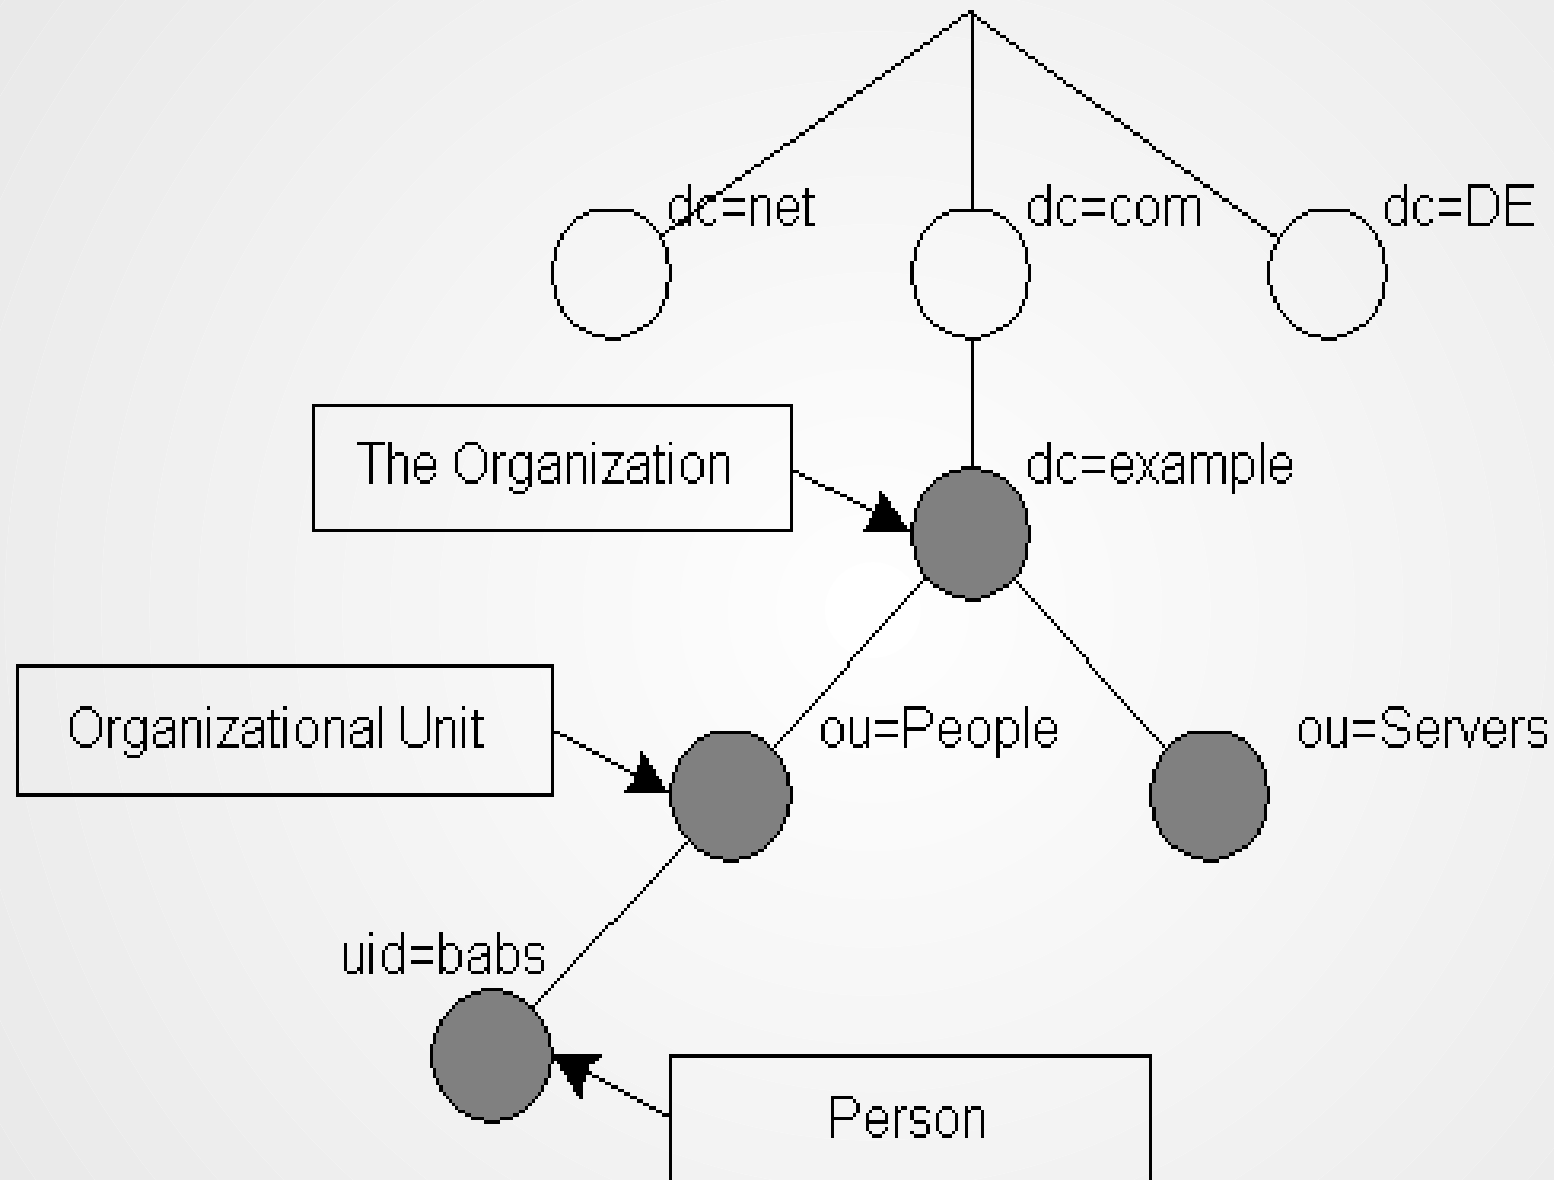 dc=net
dc=com
dc=DE
The Organization
dc=example
Organizational Unit
ou=People
ou=Servers
uid=babs
Person